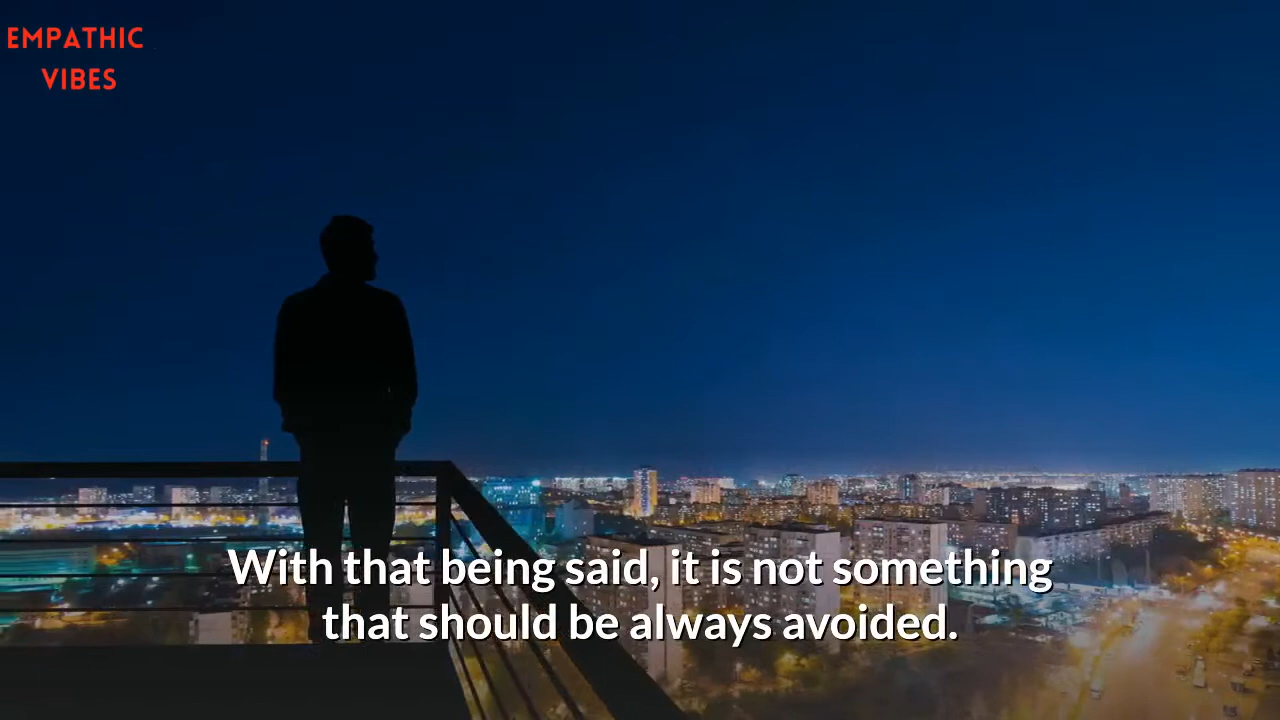 EMPATHIC
VIBES
With that being said, it is not something
that should be always avoided.